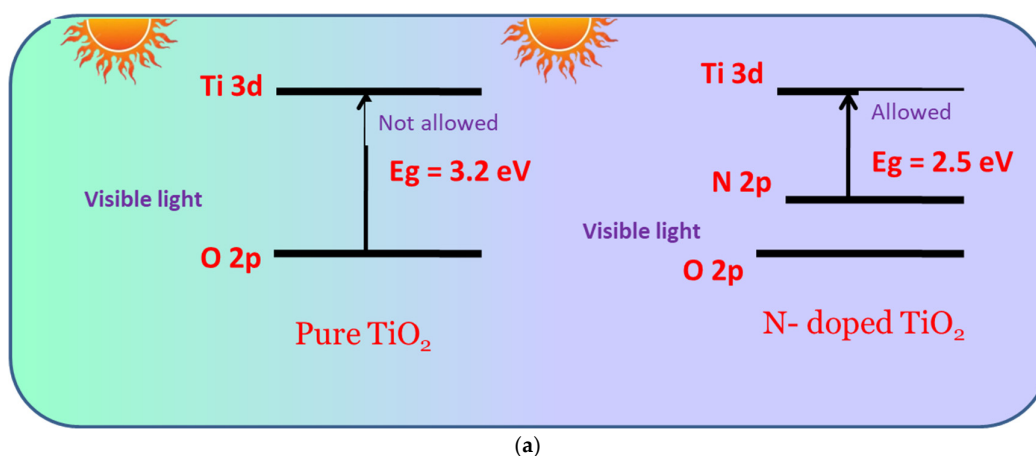 Ti 3d
Not allowed
Eg = 3.2 eV
Visible light
O 2p
Pure TiO₂
Ti 3d
Allowed
Eg = 2.5 eV
N 2p
Visible light
O 2p
N- doped TiO₂
(a)